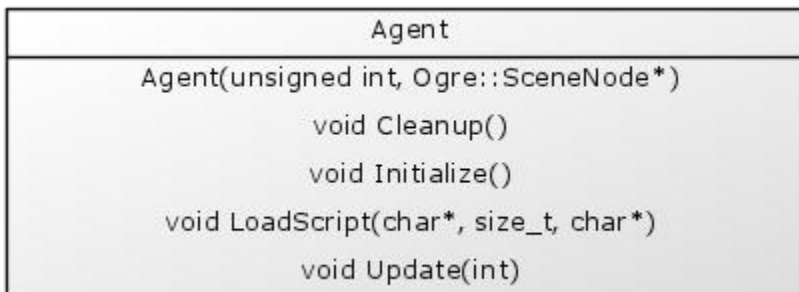 Agent
Agent(unsigned int, Ogre::SceneNode*)
void Cleanup()
void Initialize()
void LoadScript(char*, size_t, char*)
void Update(int)